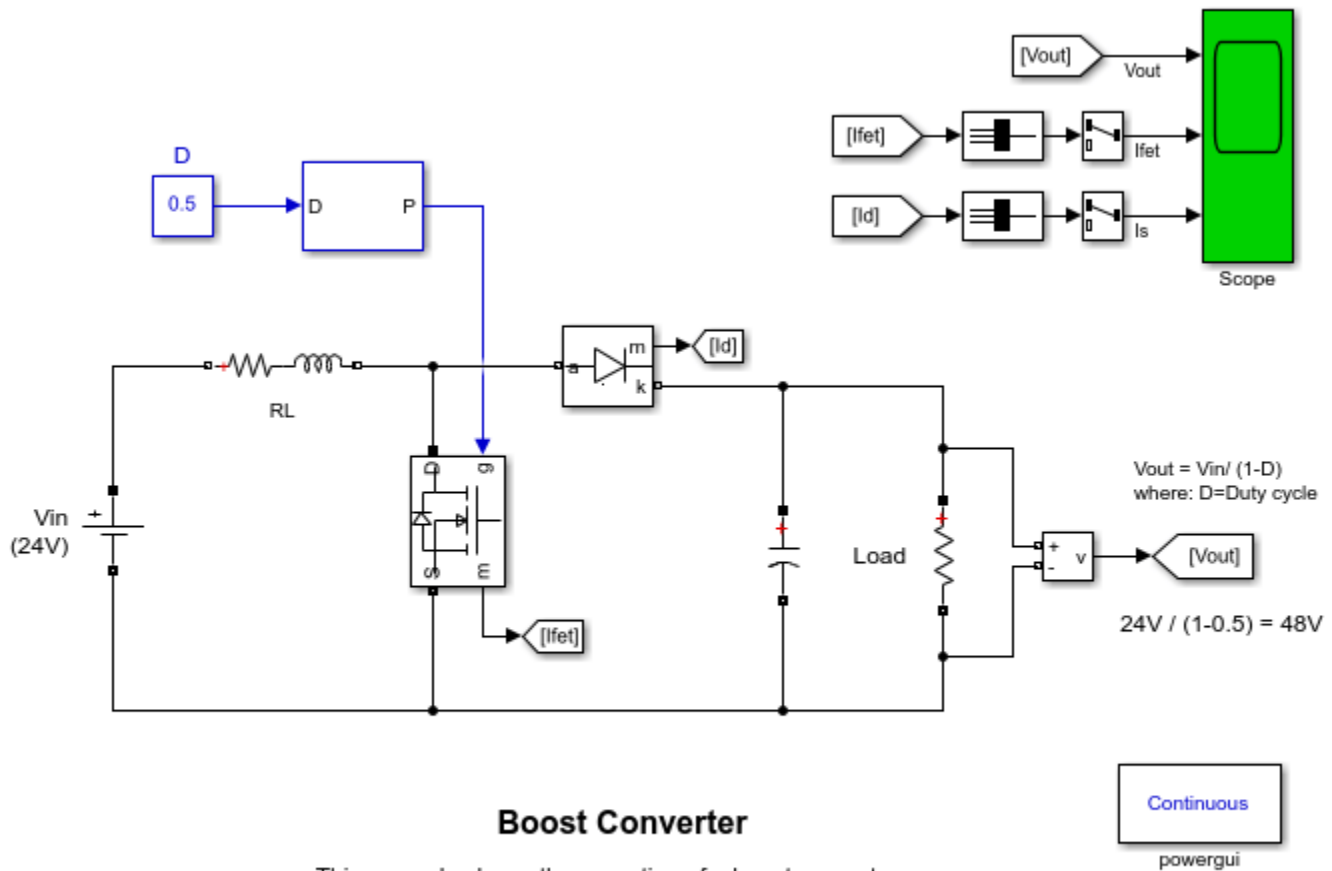 [Vout]
Vout
[Ifet]
Ifet
[Id]
Is
Scope
D
0.5
D
P
RL
a
m
k
[Id]
D
g
S
m
[Ifet]
Vin
(24V)
Load
Vout = Vin/ (1-D)
where: D=Duty cycle
+
-
v
[Vout]
24V / (1-0.5) = 48V
Continuous
powergui
Boost Converter